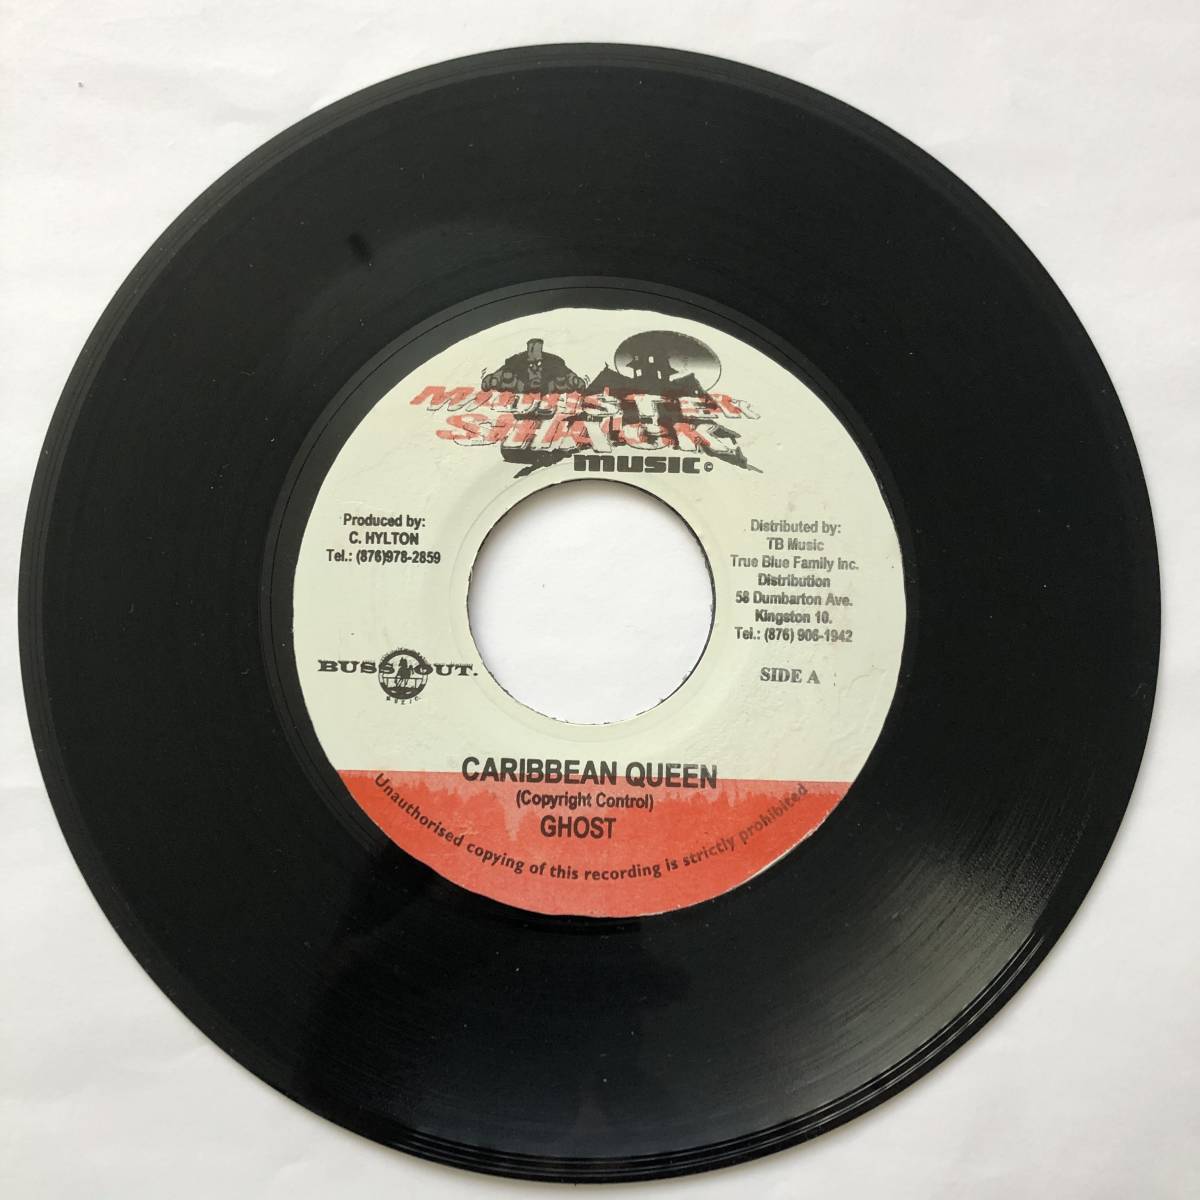 MONSTER
SHACK
music©
Produced by:
C. HYLTON
Tel.: (876)978-2859
Distributed by:
TB Music
True Blue Family Inc.
Distribution
58 Dumbarton Ave.
Kingston 10.
Tel.: (876) 906-1942
BUSS OUT.
MUZIC
SIDE A
CARIBBEAN QUEEN
(Copyright Control)
GHOST
Unauthorised copying of this recording is strictly prohibited